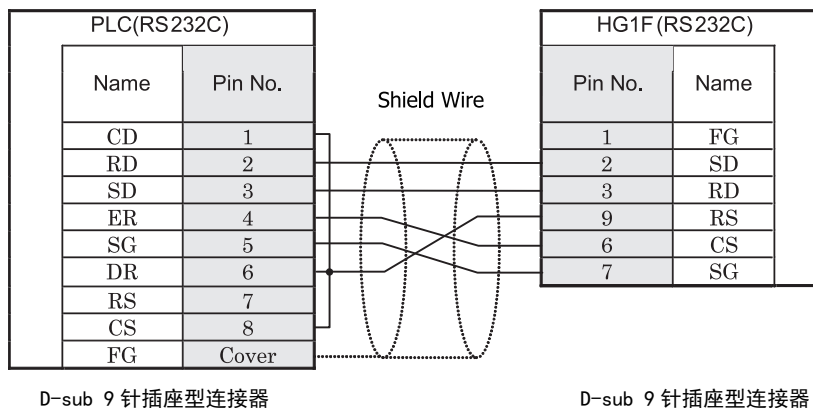 PLC(RS232C)
HG1F(RS232C)
Name Pin No.
Shield Wire
Pin No. Name
CD 1
1 FG
RD 2
2 SD
SD 3
3 RD
ER 4
9 RS
SG 5
6 CS
DR 6
7 SG
RS 7
CS 8
FG Cover
D-sub 9 针插座型连接器
D-sub 9 针插座型连接器